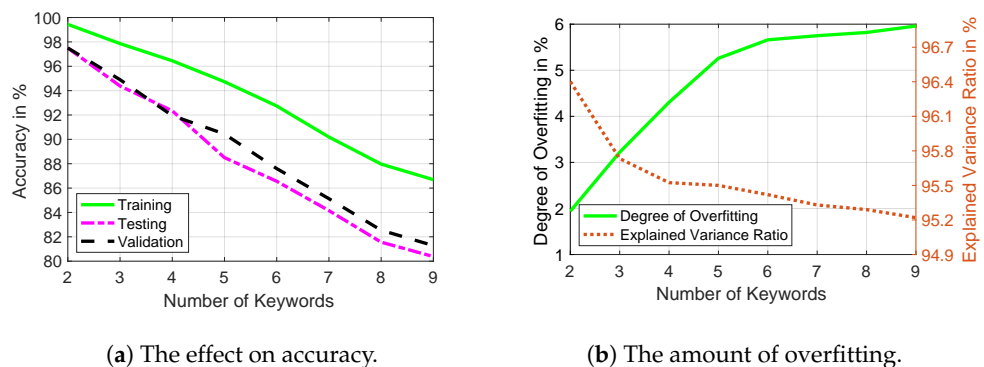 100
98
96
94
92
90
88
86
84
82
80
Accuracy in %
Training
Testing
Validation
2 3 4 5 6 7 8 9
Number of Keywords
(a) The effect on accuracy.
6
5
4
3
2
1
Degree of Overfitting in %
96.7
96.4
96.1
95.8
95.5
95.2
94.9
Explained Variance Ratio in %
Degree of Overfitting
Explained Variance Ratio
2 3 4 5 6 7 8 9
Number of Keywords
(b) The amount of overfitting.